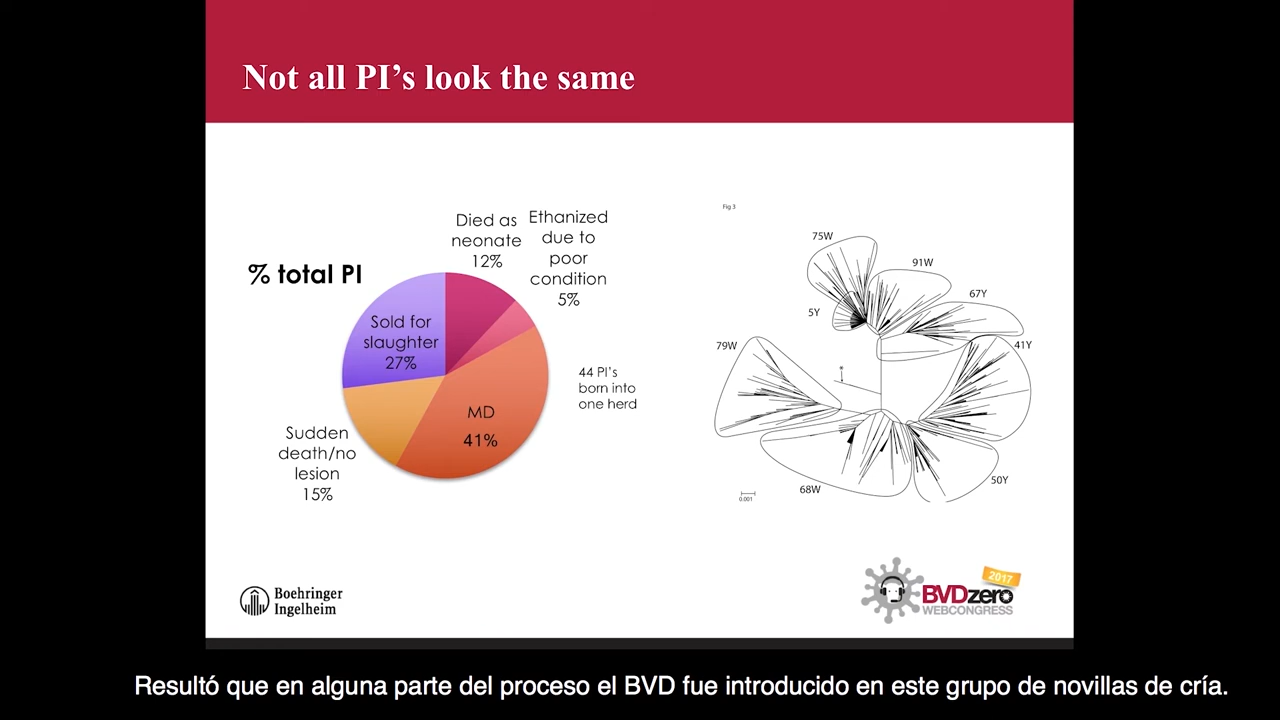 Not all PI's look the same
% total PI
Died as
neonate
12%
Ethanized
due to
poor
condition
5%
Sold for
slaughter
27%
MD
41%
Sudden
death/no
lesion
15%
44 PI's
born into
one herd
Fig 3
75W
91W
5Y
67Y
79W
41Y
68W
50Y
0.001
Boehringer
Ingelheim
2017
BVDzero
WEBCONGRESS
Resultó que en alguna parte del proceso el BVD fue introducido en este grupo de novillas de cría.